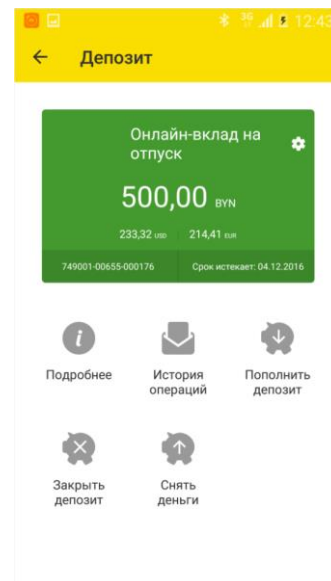 3G 12:43
Депозит
Онлайн-вклад на
отпуск
500,00 BYN
233,32 USD 214,41 EUR
749001-00655-000176 Срок истекает: 04.12.2016
Подробнее История операций Пополнить депозит
Закрыть депозит Снять деньги